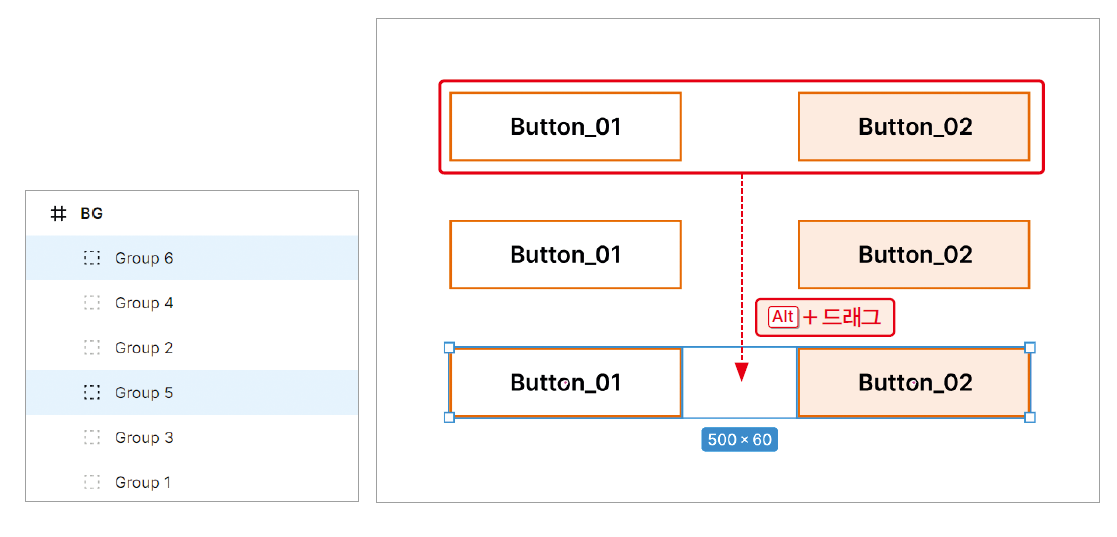 BG
Group 6
Group 4
Group 2
Group 5
Group 3
Group 1
Button_01
Button_02
Button_01
Button_02
Alt + 드래그
Button_01
Button_02
500 × 60